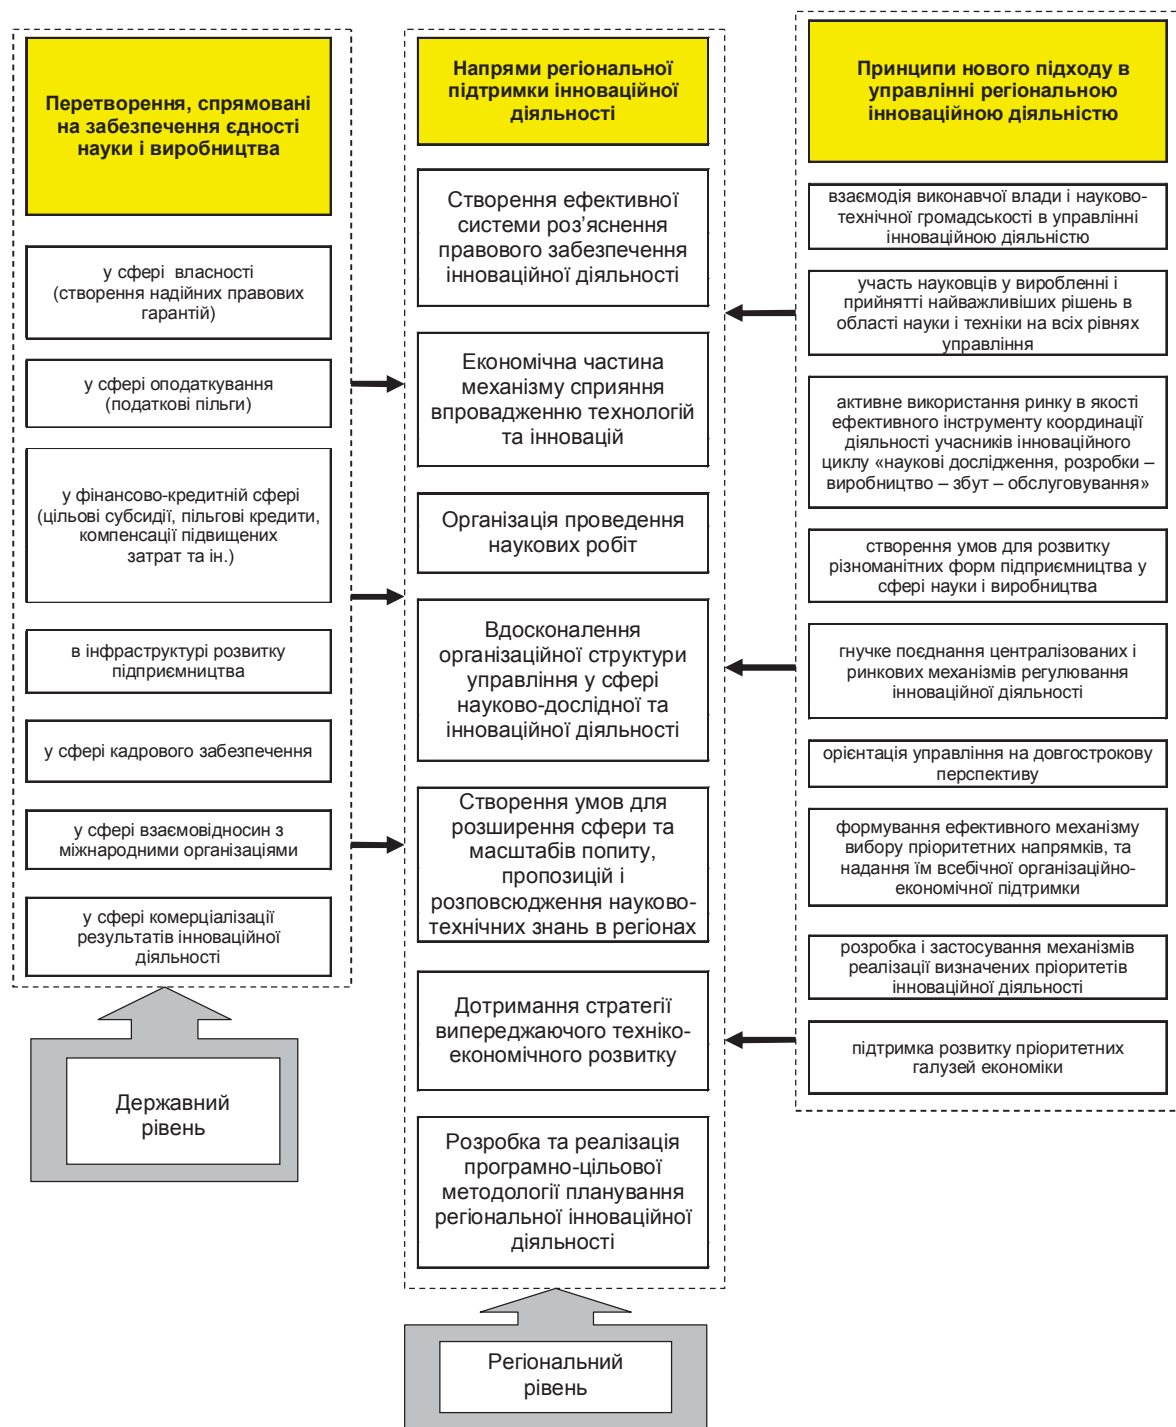 Перетворення, спрямовані
на забезпечення єдності
науки і виробництва
у сфері власності
(створення надійних правових
гарантій)
у сфері оподаткування
(податкові пільги)
у фінансово-кредитній сфері
(цільові субсидії, пільгові кредити,
компенсації підвищених
затрат та ін.)
в інфраструктурі розвитку
підприємництва
у сфері кадрового забезпечення
у сфері взаємовідносин з
міжнародними організаціями
у сфері комерціалізації
результатів інноваційної
діяльності
Державний
рівень
Напрями регіональної
підтримки інноваційної
діяльності
Створення ефективної
системи роз’яснення
правового забезпечення
інноваційної діяльності
Економічна частина
механізму сприяння
впровадженню технологій
та інновацій
Організація проведення
наукових робіт
Вдосконалення
організаційної структури
управління у сфері
науково-дослідної та
інноваційної діяльності
Створення умов для
розширення сфери та
масштабів попиту,
пропозицій і
розповсюдження науково-
технічних знань в регіонах
Дотримання стратегії
випереджаючого техніко-
економічного розвитку
Розробка та реалізація
програмно-цільової
методології планування
регіональної інноваційної
діяльності
Регіональний
рівень
Принципи нового підходу в
управлінні регіональною
інноваційною діяльністю
взаємодія виконавчої влади і науково-
технічної громадськості в управлінні
інноваційною діяльністю
участь науковців у виробленні і
прийнятті найважливіших рішень в
області науки і техніки на всіх рівнях
управління
активне використання ринку в якості
ефективного інструменту координації
діяльності учасників інноваційного
циклу «наукові дослідження, розробки –
виробництво – збут – обслуговування»
створення умов для розвитку
різноманітних форм підприємництва у
сфері науки і виробництва
гнучке поєднання централізованих і
ринкових механізмів регулювання
інноваційної діяльності
орієнтація управління на довгострокову
перспективу
формування ефективного механізму
вибору пріоритетних напрямків, та
надання їм всебічної організаційно-
економічної підтримки
розробка і застосування механізмів
реалізації визначених пріоритетів
інноваційної діяльності
підтримка розвитку пріоритетних
галузей економіки